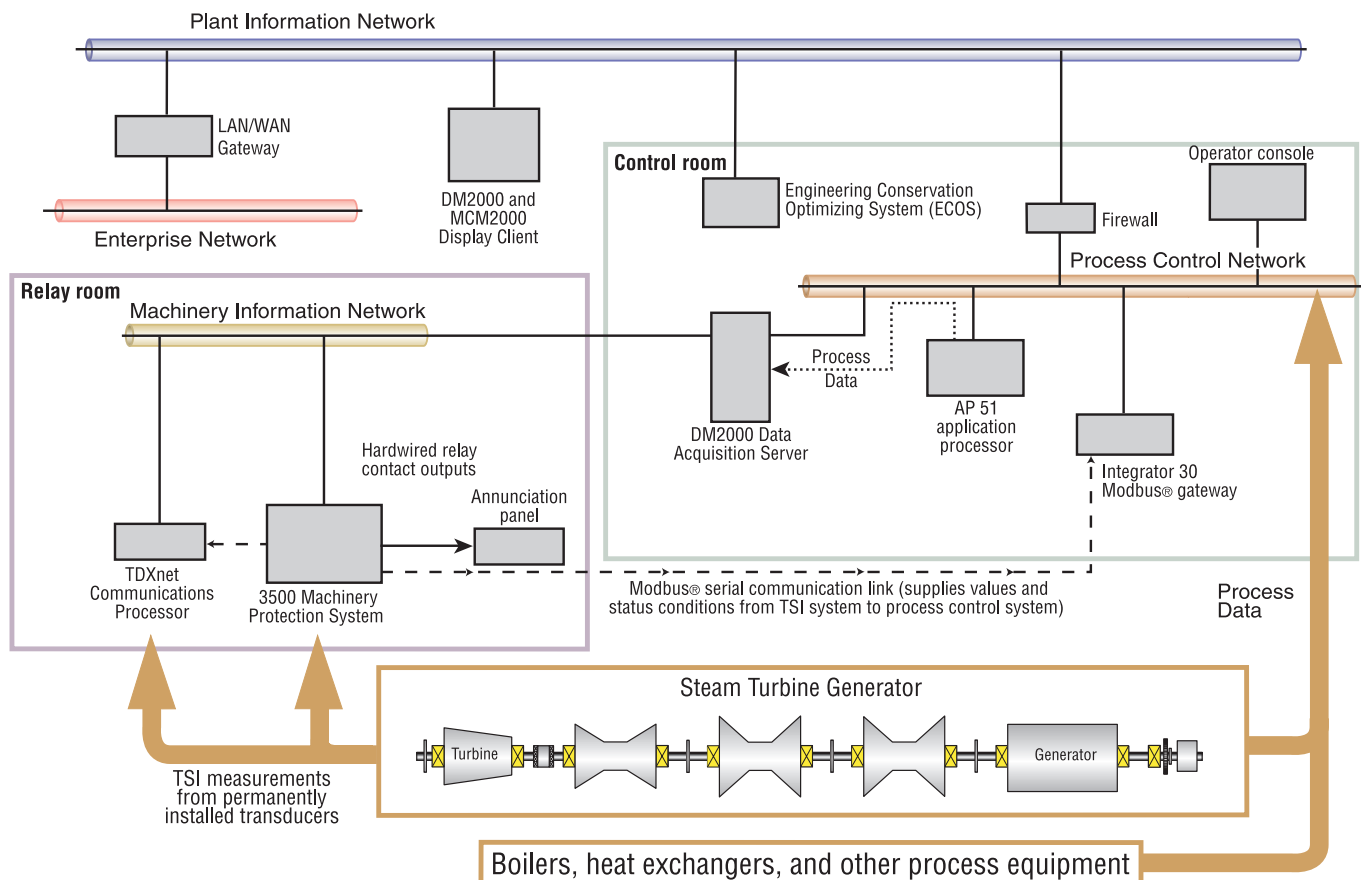 Plant Information Network
LAN/WAN
Gateway
DM2000 and
MCM2000
Display Client
Enterprise Network
Control room
Operator console
Engineering Conservation
Optimizing System (ECOS)
Firewall
Process Control Network
Relay room
Machinery Information Network
Process
Data
DM2000 Data
Acquisition Server
AP 51
application
processor
Integrator 30
Modbus® gateway
Hardwired relay
contact outputs
Annunciation
panel
TDXnet
Communications
Processor
3500 Machinery
Protection System
Modbus® serial communication link (supplies values and
status conditions from TSI system to process control system)
Process
Data
Steam Turbine Generator
Turbine
Generator
TSI measurements
from permanently
installed transducers
Boilers, heat exchangers, and other process equipment